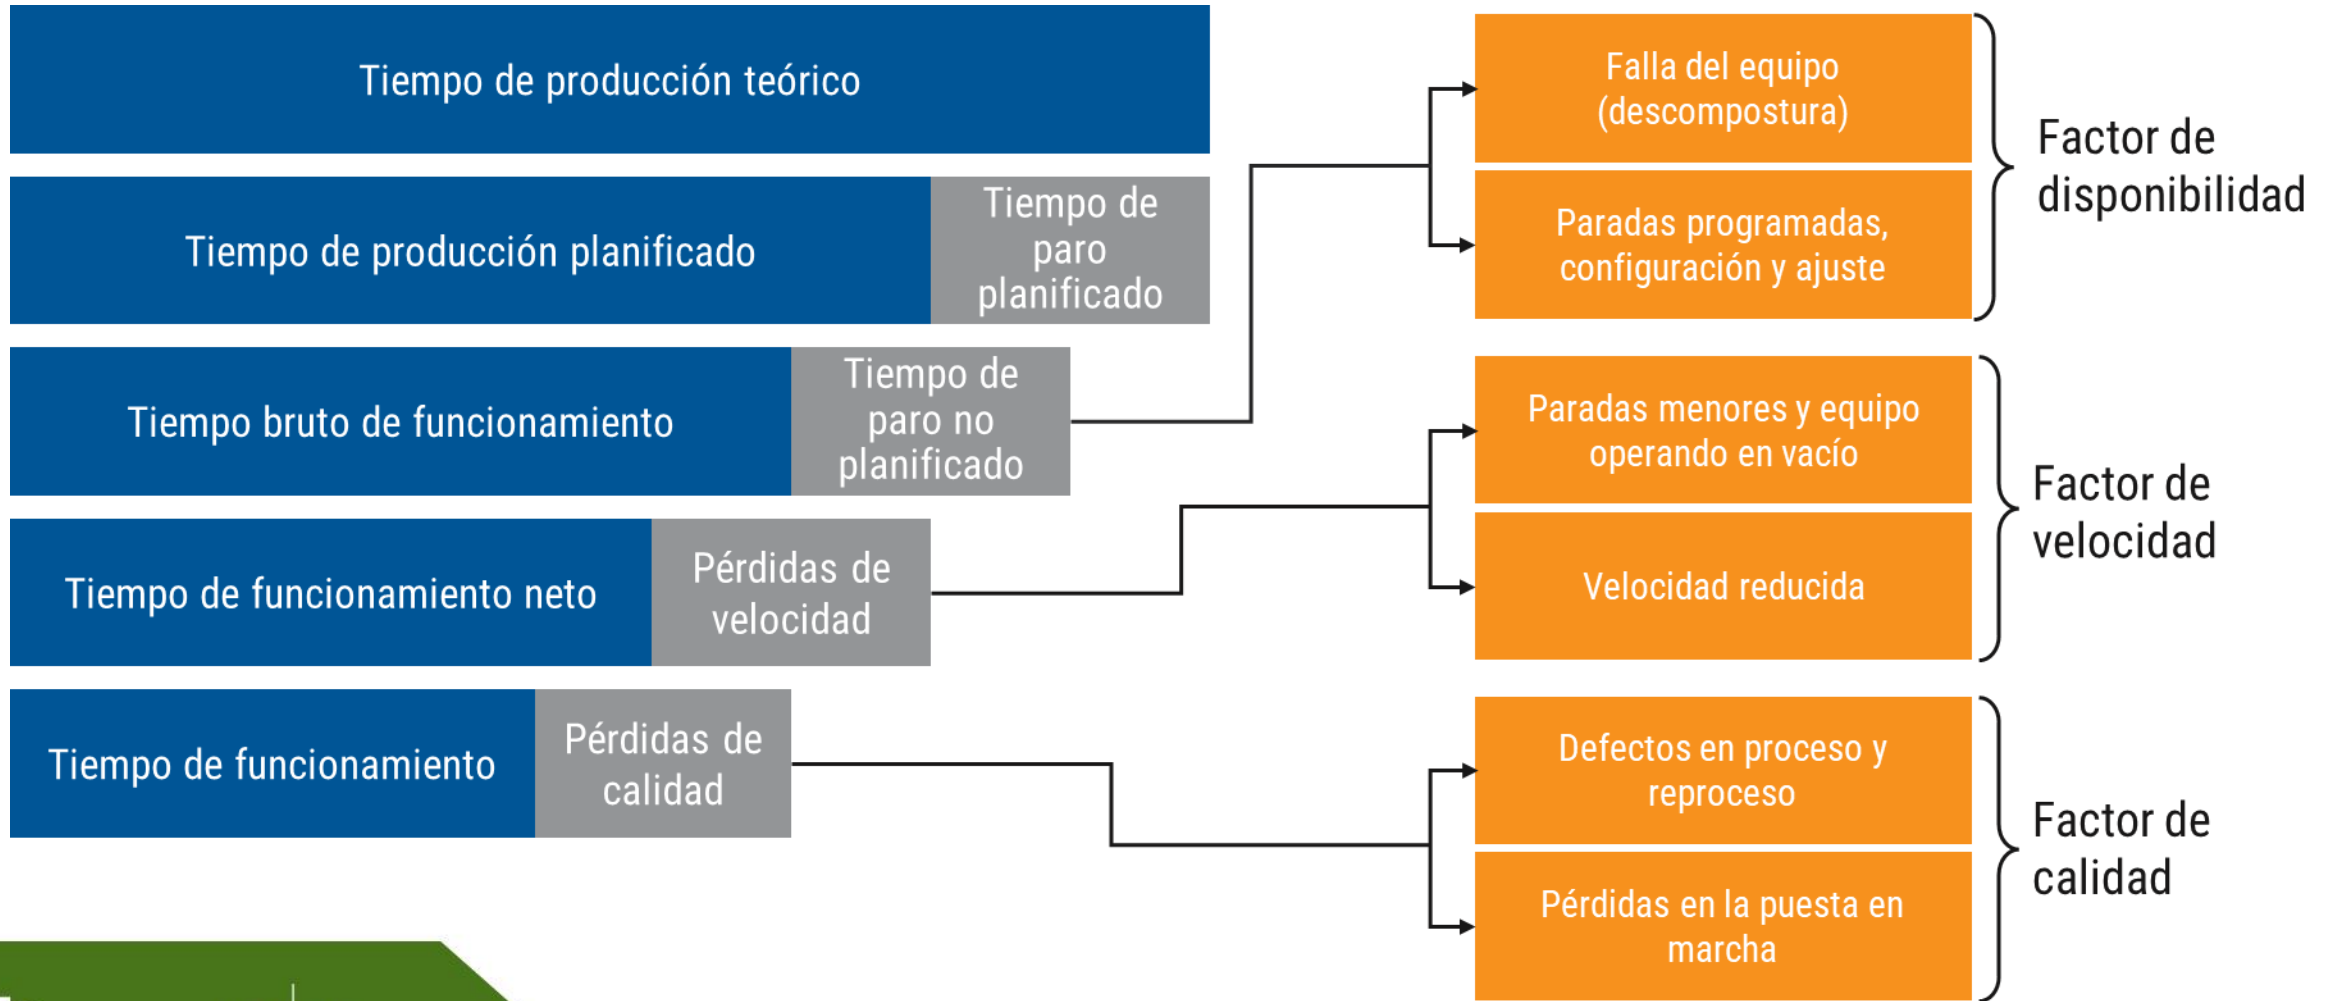 Tiempo de producción teórico
Tiempo de producción planificado
Tiempo de
paro
planificado
Tiempo bruto de funcionamiento
Tiempo de
paro no
planificado
Tiempo de funcionamiento neto
Pérdidas de
velocidad
Tiempo de funcionamiento
Pérdidas de
calidad
Falla del equipo
(descompostura)
Paradas programadas,
configuración y ajuste
Factor de
disponibilidad
Paradas menores y equipo
operando en vacío
Velocidad reducida
Factor de
velocidad
Defectos en proceso y
reproceso
Pérdidas en la puesta en
marcha
Factor de
calidad